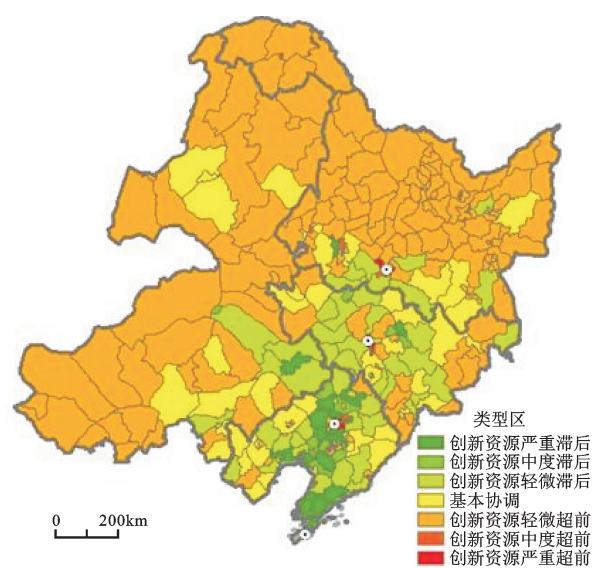 类型区
创新资源严重滞后
创新资源中度滞后
创新资源轻微滞后
基本协调
创新资源轻微超前
创新资源中度超前
创新资源严重超前
0 200km